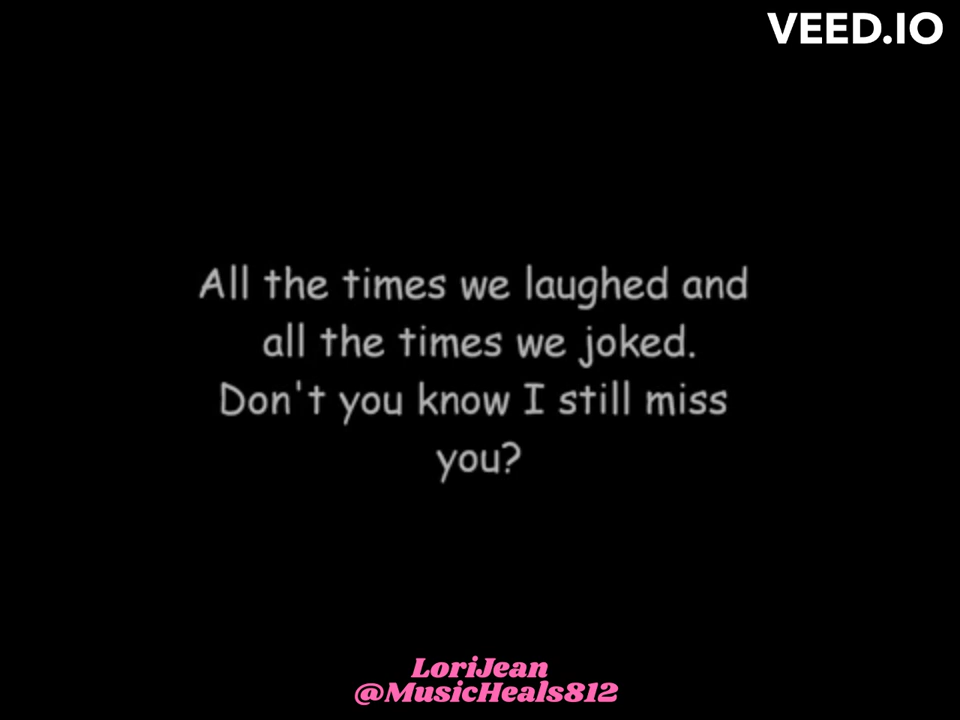 VEED.IO
All the times we laughed and
all the times we joked.
Don't you know I still miss
you?
LoriJean
@MusicHeals812